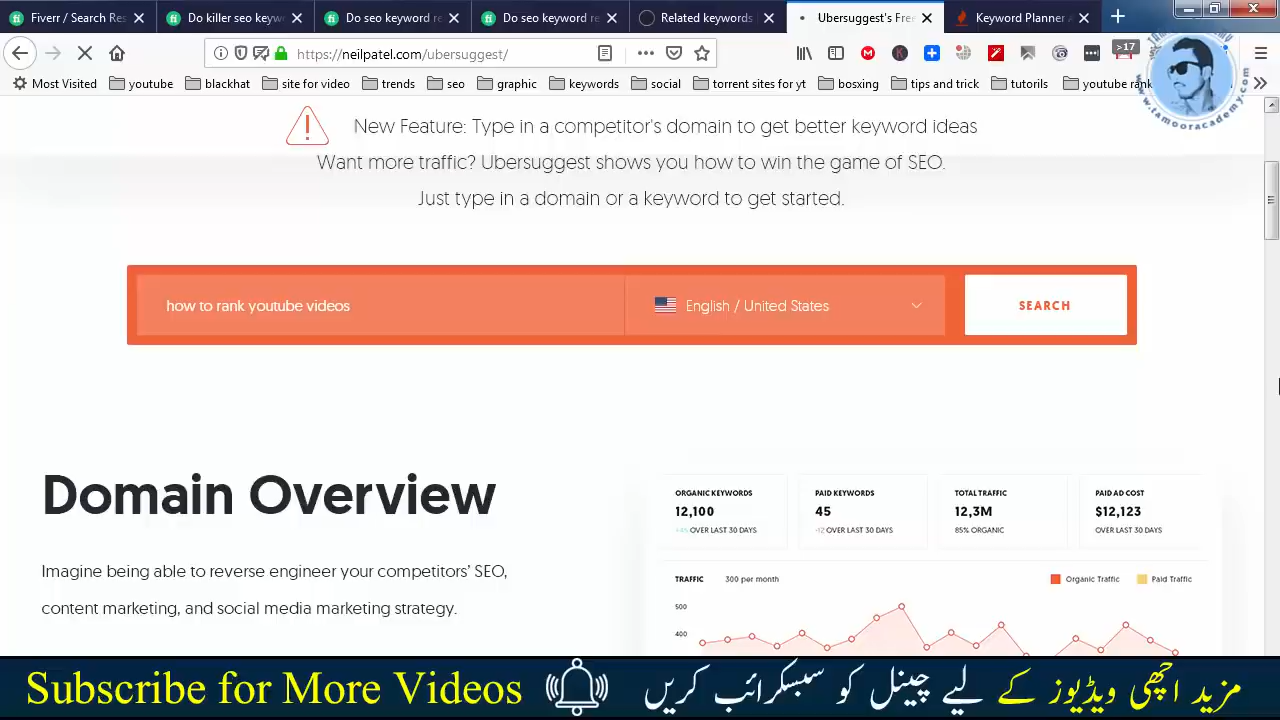 Fiverr / Search Res
Do killer seo keyw
Do seo keyword re
Do seo keyword re
Related keywords
Ubersuggest's Free
Keyword Planner A
https://neilpatel.com/ubersuggest/
>17
Most Visited
youtube
blackhat
site for video
trends
seo
graphic
keywords
social
torrent sites for yt
bosxing
tips and trick
tutorils
youtube rank
www.tamooracademy.com
New Feature: Type in a competitor's domain to get better keyword ideas
Want more traffic? Ubersuggest shows you how to win the game of SEO.
Just type in a domain or a keyword to get started.
how to rank youtube videos
English / United States
SEARCH
Domain Overview
Imagine being able to reverse engineer your competitors' SEO,
content marketing, and social media marketing strategy.
ORGANIC KEYWORDS
12,100
OVER LAST 30 DAYS
PAID KEYWORDS
45
-12 OVER LAST 30 DAYS
TOTAL TRAFFIC
12,3M
85% ORGANIC
PAID AD COST
$12,123
OVER LAST 30 DAYS
TRAFFIC 300 per month
Organic Traffic
Paid Traffic
500
400
Subscribe for More Videos
مزید اچھی ویڈیوز کے لیے چینل کو سبسکرائب کریں